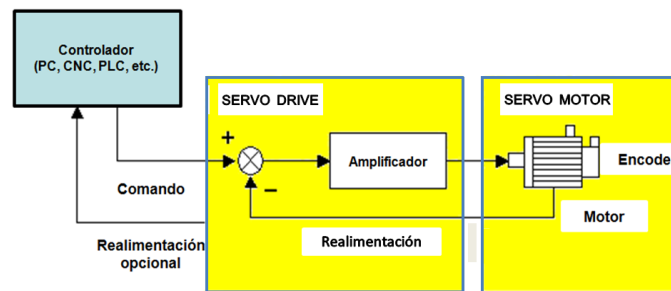 Controlador
(PC, CNC, PLC, etc.)
SERVO DRIVE
SERVO MOTOR
+
Amplificador
Encode
Comando
−
Motor
Realimentación
opcional
Realimentación